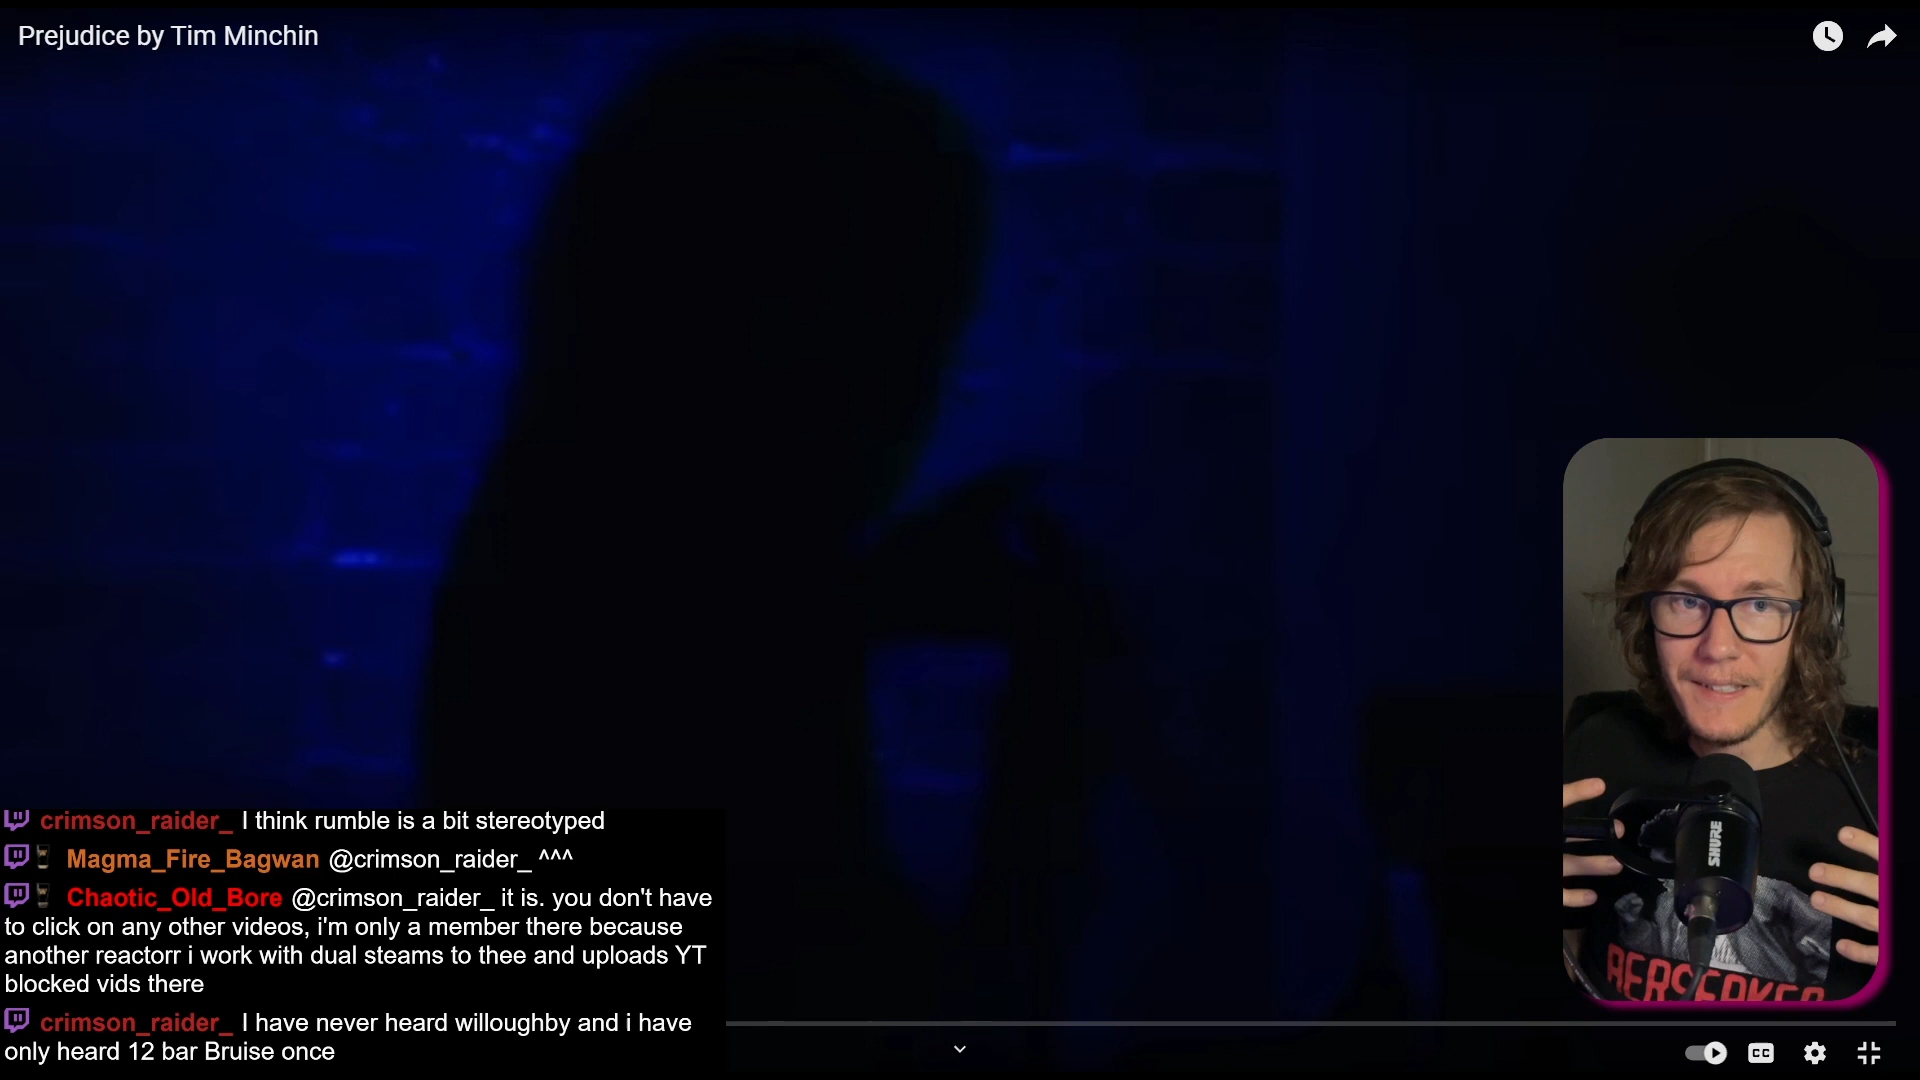 Prejudice by Tim Minchin
crimson_raider_ I think rumble is a bit stereotyped
Magma_Fire_Bagwan @crimson_raider_ ^^^
Chaotic_Old_Bore @crimson_raider_ it is. you don't have
to click on any other videos, i'm only a member there because
another reactorr i work with dual steams to thee and uploads YT
blocked vids there
crimson_raider_ I have never heard willoughby and i have
only heard 12 bar Bruise once
SHURE
BERSERKER
CC